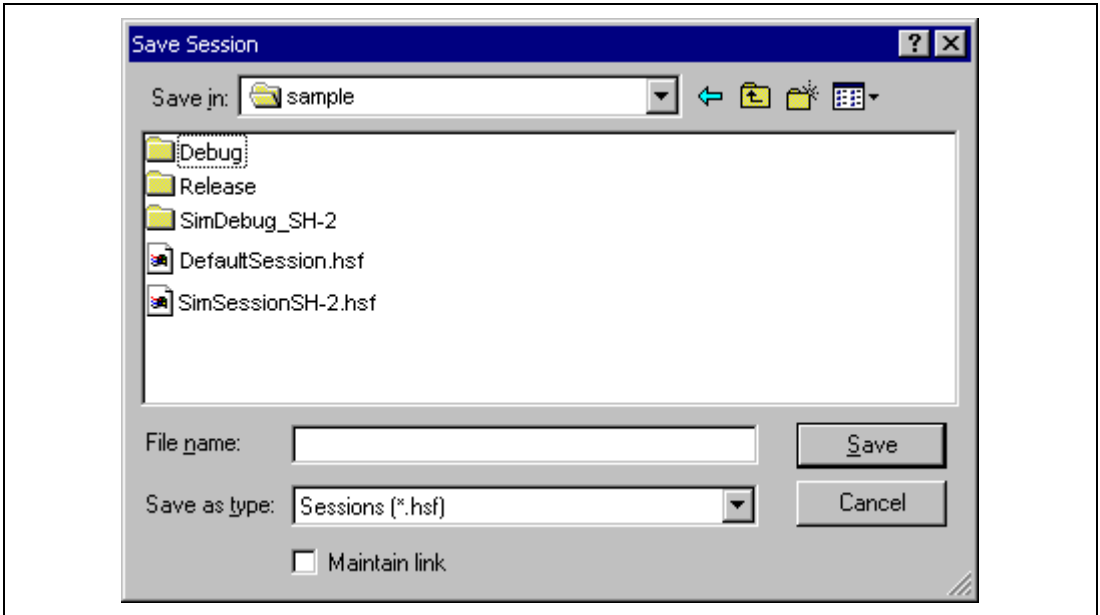 Save Session
Save in: sample
Debug
Release
SimDebug_SH-2
DefaultSession.hsf
SimSessionSH-2.hsf
File name: Save
Save as type: Sessions (*.hsf) Cancel
Maintain link